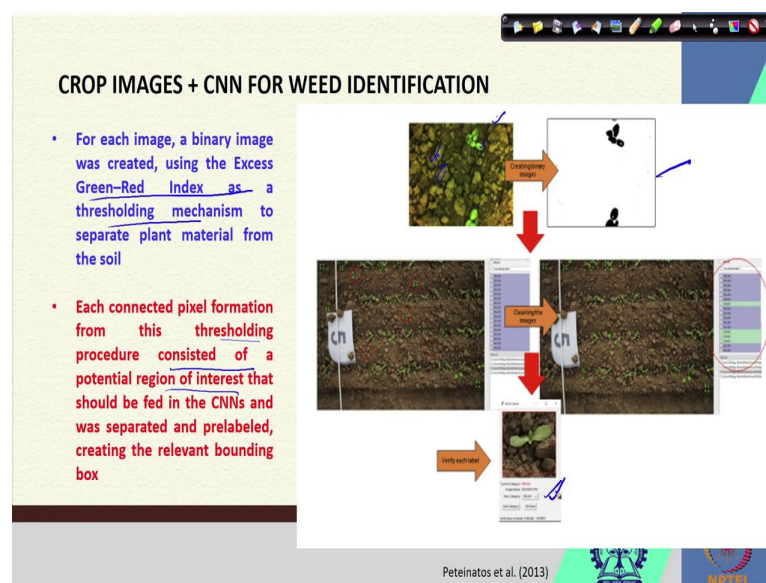 CROP IMAGES + CNN FOR WEED IDENTIFICATION
• For each image, a binary image
was created, using the Excess
Green–Red Index as a
thresholding mechanism to
separate plant material from
the soil
• Each connected pixel formation
from this thresholding
procedure consisted of a
potential region of interest that
should be fed in the CNNs and
was separated and prelabeled,
creating the relevant bounding
box
Creating binary
images
Cleaning the
images
5
5
Verify each label
Peteinatos et al. (2013)
NPTEL